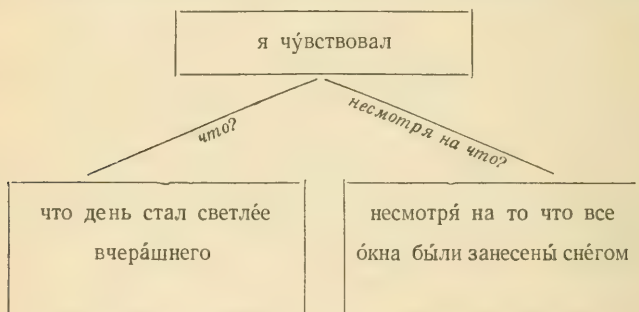 я чу́вствовал
что?
несмотря на что?
что день стал светле́е
вчера́шнего
несмотря́ на то что все
о́кна бы́ли занесены́ сне́гом